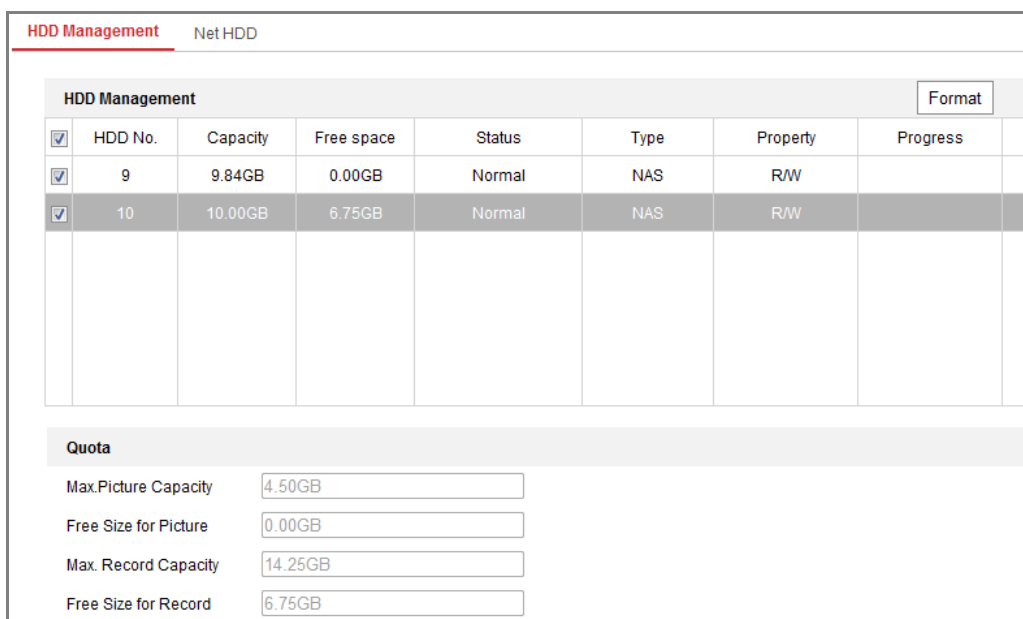 HDD Management Net HDD
HDD Management Format
HDD No. Capacity Free space Status Type Property Progress
9 9.84GB 0.00GB Normal NAS R/W
10 10.00GB 6.75GB Normal NAS R/W
Quota
Max.Picture Capacity 4.50GB
Free Size for Picture 0.00GB
Max. Record Capacity 14.25GB
Free Size for Record 6.75GB